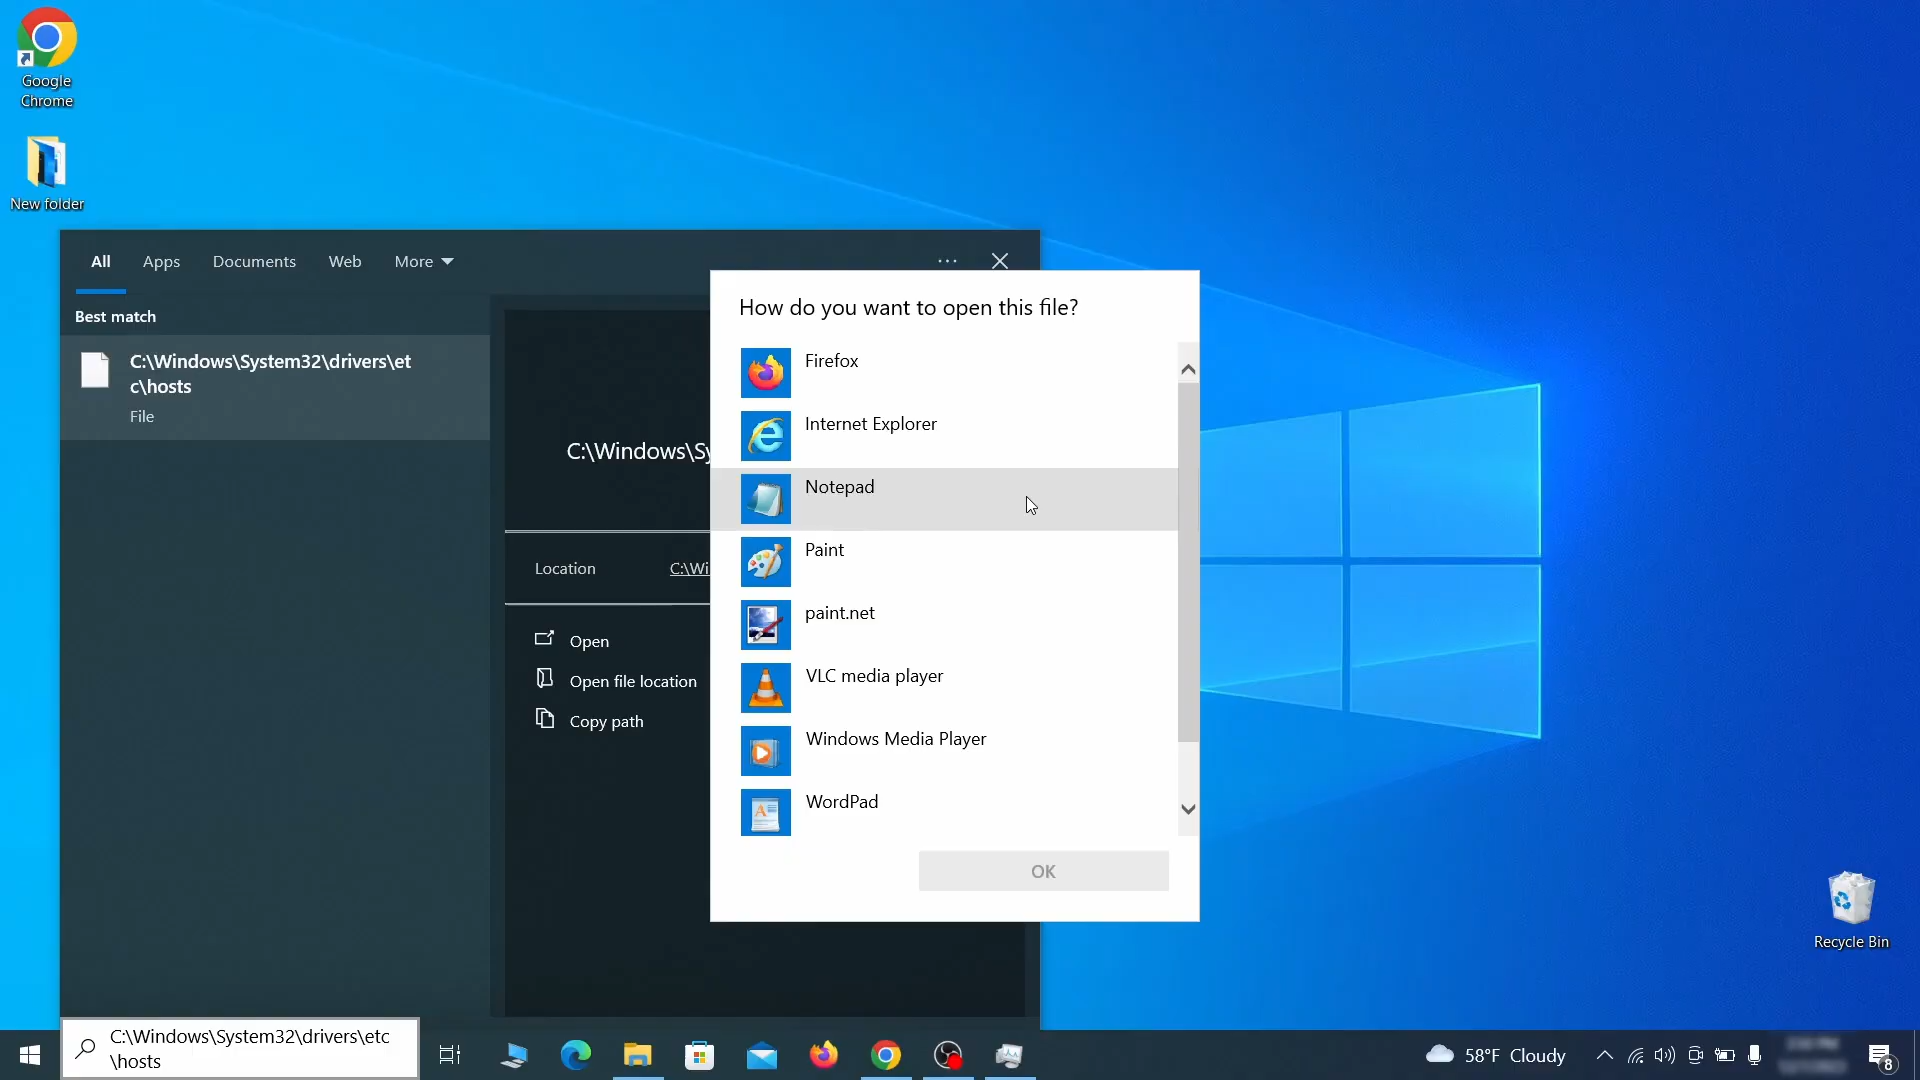 Google
Chrome
New folder
All
Apps
Documents
Web
More
Best match
C:\Windows\System32\drivers\et
c\hosts
File
C:\Windows\Sy
Location
C:\Wi
Open
Open file location
Copy path
How do you want to open this file?
Firefox
Internet Explorer
Notepad
Paint
paint.net
VLC media player
Windows Media Player
WordPad
OK
Recycle Bin
C:\Windows\System32\drivers\etc
\hosts
58°F Cloudy
8